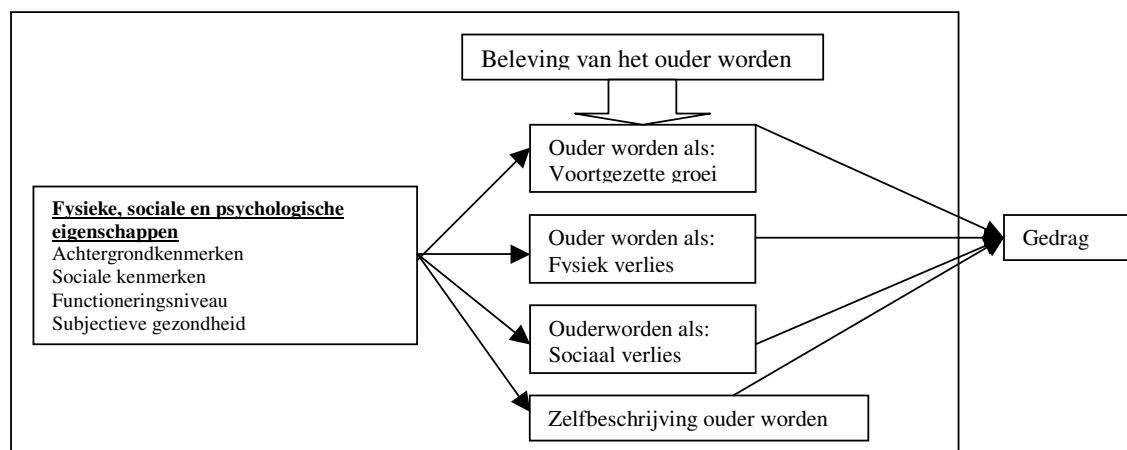 Beleving van het ouder worden
Ouder worden als:
Voortgezette groei
Fysieke, sociale en psychologische
eigenschappen
Achtergrondkenmerken
Sociale kenmerken
Functioneringsniveau
Subjectieve gezondheid
Ouder worden als:
Fysiek verlies
Ouderworden als:
Sociaal verlies
Zelfbeschrijving ouder worden
Gedrag